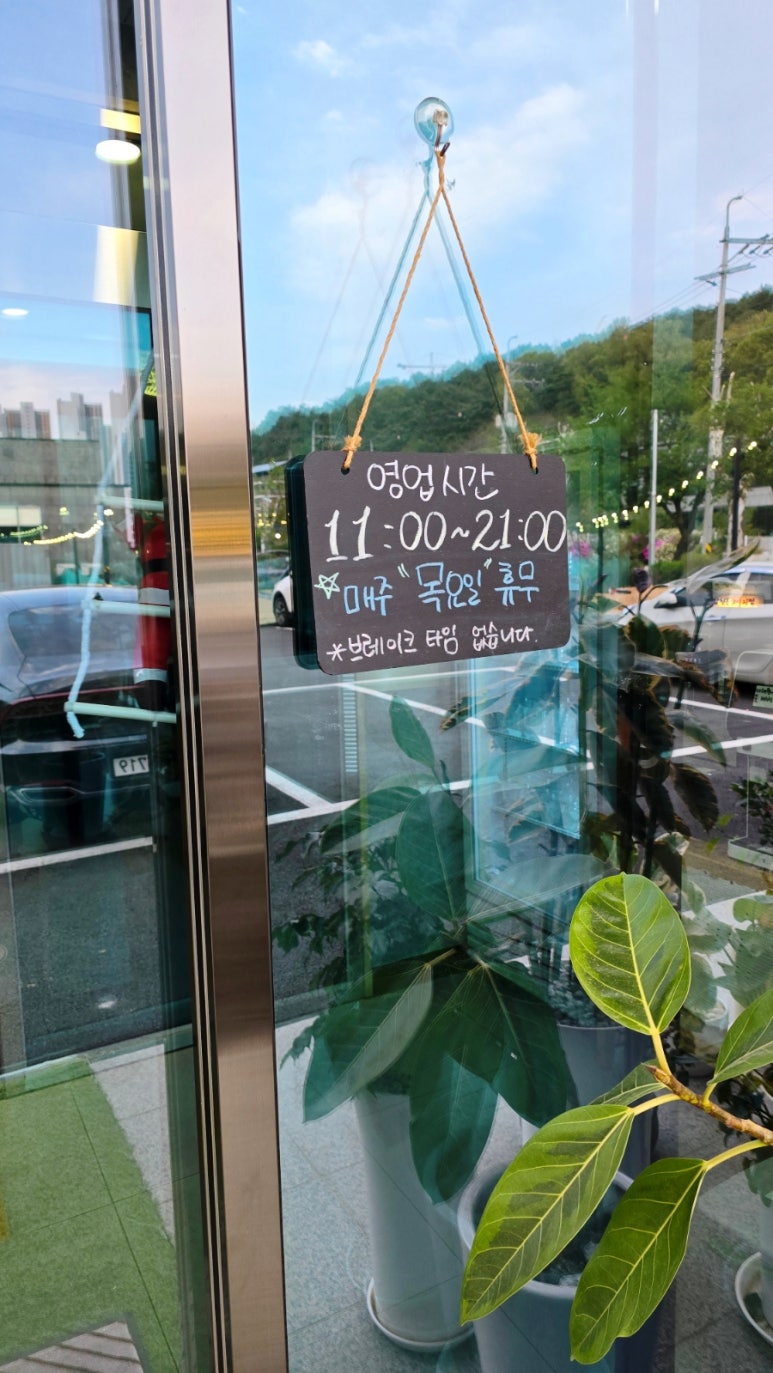 영업시간
11:00~21:00
☆매주 "목요일" 휴무
*브레이크 타임 없습니다.
719